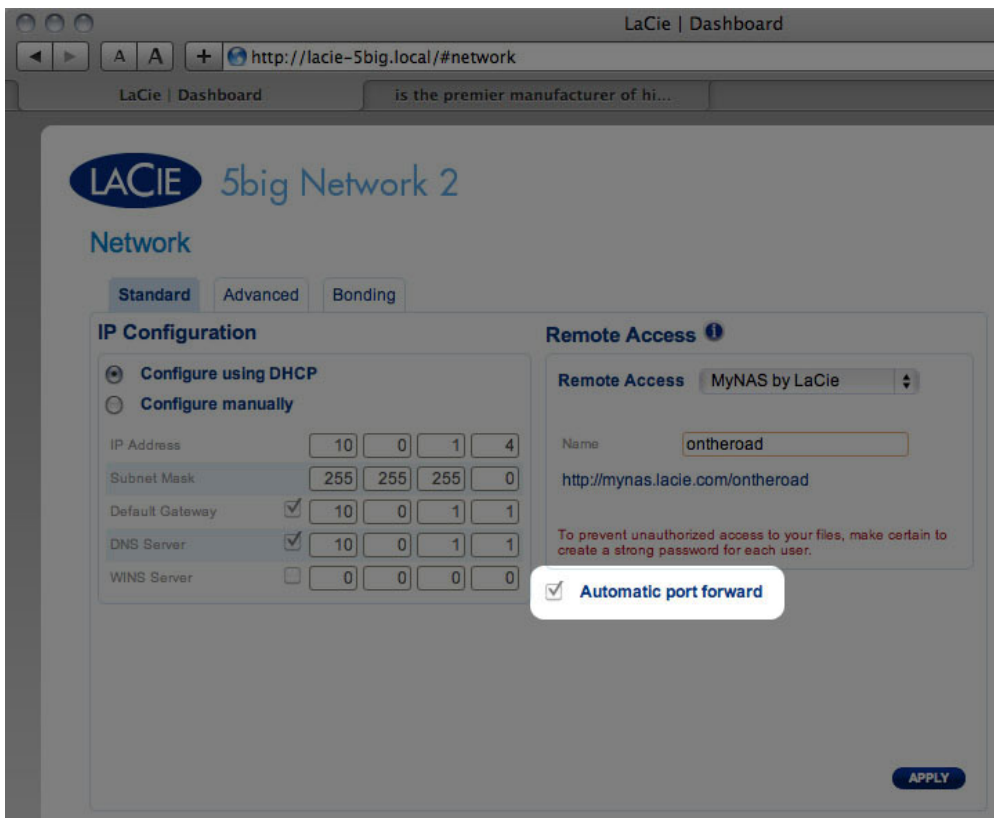 LaCie | Dashboard
A A + http://lacie-5big.local/#network
LaCie | Dashboard
is the premier manufacturer of hi...
LACIE 5big Network 2
Network
Standard Advanced Bonding
IP Configuration
Configure using DHCP
Configure manually
IP Address 10 0 1 4
Subnet Mask 255 255 255 0
Default Gateway 10 0 1 1
DNS Server 10 0 1 1
WINS Server 0 0 0 0
Remote Access i
Remote Access MyNAS by LaCie
Name ontheroad
http://mynas.lacie.com/ontheroad
To prevent unauthorized access to your files, make certain to
create a strong password for each user.
Automatic port forward
APPLY